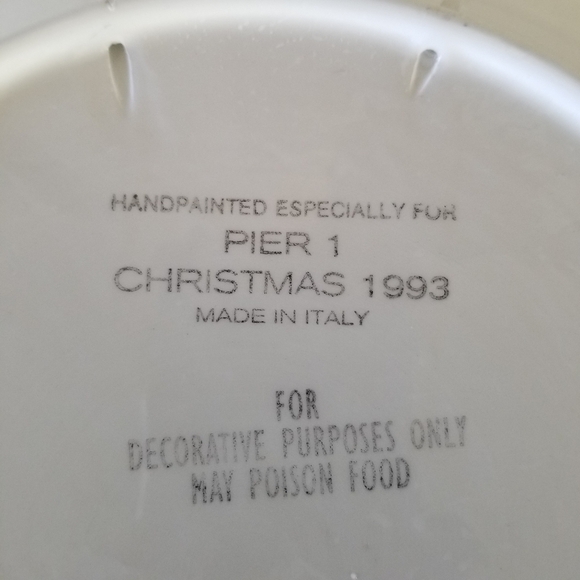 HANDPAINTED ESPECIALLY FOR
PIER 1
CHRISTMAS 1993
MADE IN ITALY
FOR
DECORATIVE PURPOSES ONLY
MAY POISON FOOD